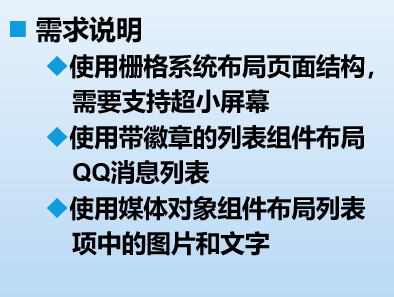 需求说明
使用栅格系统布局页面结构，
需要支持超小屏幕
使用带徽章的列表组件布局
QQ消息列表
使用媒体对象组件布局列表
项中的图片和文字